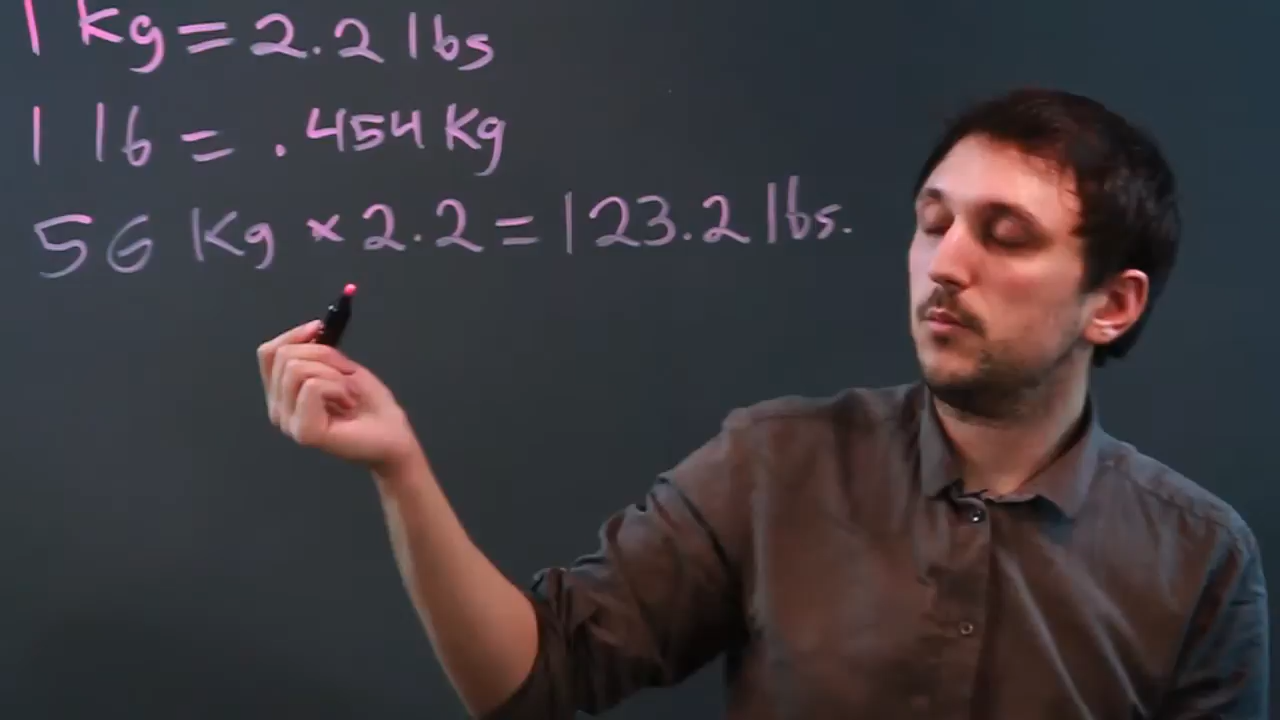 1 kg = 2.2 lbs
1 lb = .454 Kg
56 Kg × 2.2 = 123.2 lbs.